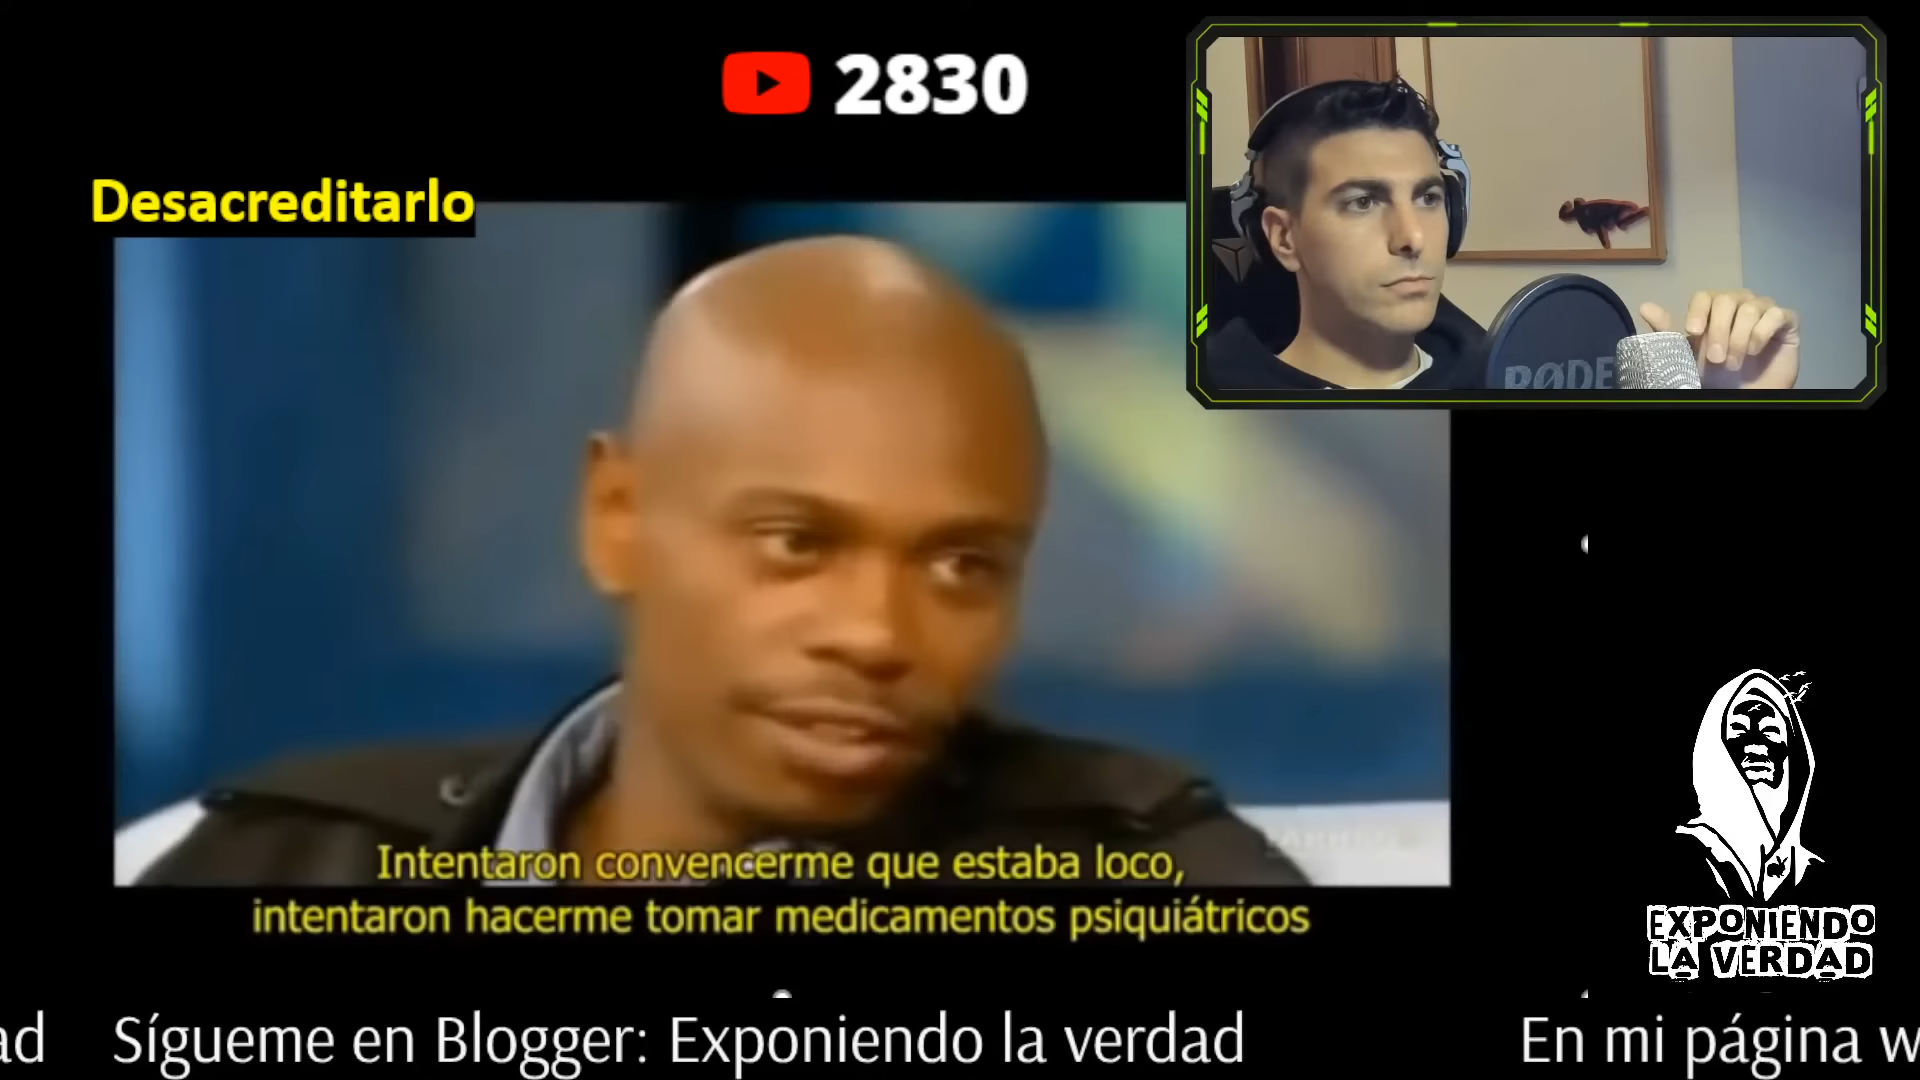 2830
Desacreditarlo
RØDE
Intentaron convencerme que estaba loco,
intentaron hacerme tomar medicamentos psiquiátricos
EXPONIENDO
LA VERDAD
ad Sígueme en Blogger: Exponiendo la verdad En mi página w